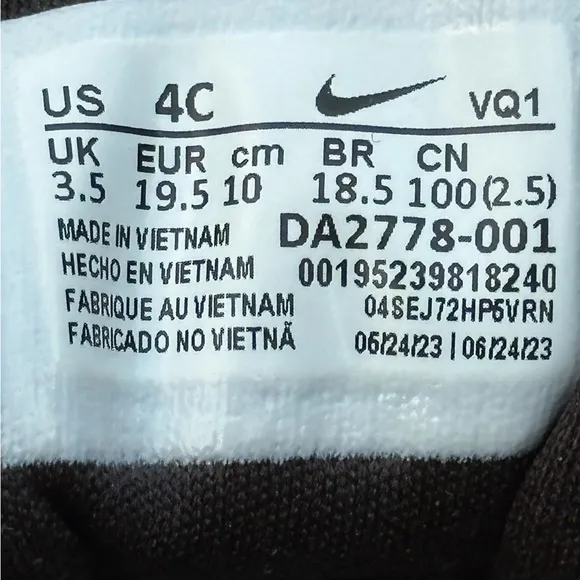 US 4C VQ1
UK EUR cm BR CN
3.5 19.5 10 18.5 100(2.5)
MADE IN VIETNAM DA2778-001
HECHO EN VIETNAM 00195239818240
FABRIQUE AU VIETNAM 04SEJ72HP5VRN
FABRICADO NO VIETNÃ 05/24/23 | 06/24/23